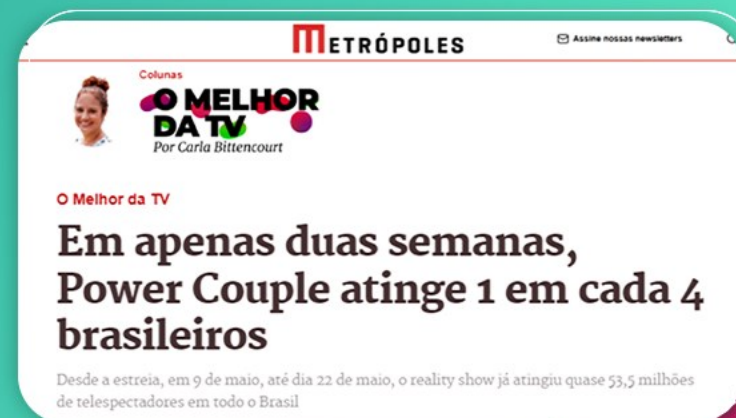 METRÓPOLES
Assine nossas newsletters
Colunas
O MELHOR
DA TV
Por Carla Bittencourt
O Melhor da TV
Em apenas duas semanas,
Power Couple atinge 1 em cada 4
brasileiros
Desde a estreia, em 9 de maio, até dia 22 de maio, o reality show já atingiu quase 53,5 milhões
de telespectadores em todo o Brasil